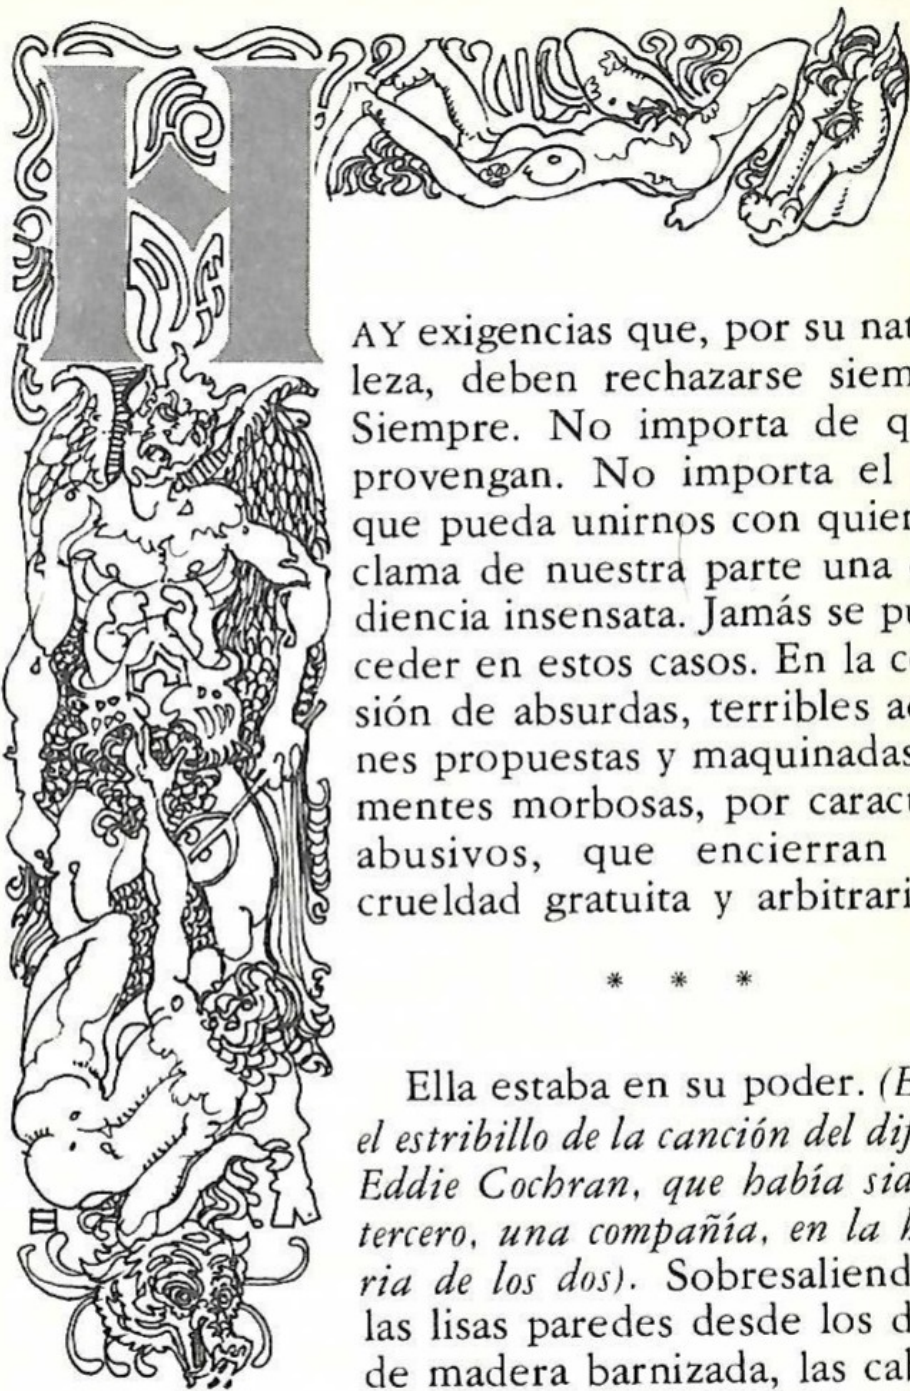 HAY exigencias que, por su nat
leza, deben rechazarse siem
Siempre. No importa de q
provengan. No importa el
que pueda unirnos con quien
clama de nuestra parte una
diencia insensata. Jamás se pu
ceder en estos casos. En la c
sión de absurdas, terribles a
nes propuestas y maquinadas
mentes morbosas, por carac
abusivos, que encierran
crueldad gratuita y arbitrari
* * *
Ella estaba en su poder. (E
el estribillo de la canción del dif
Eddie Cochran, que había sid
tercero, una compañía, en la h
ria de los dos). Sobresaliend
las lisas paredes desde los d
de madera barnizada, las cab